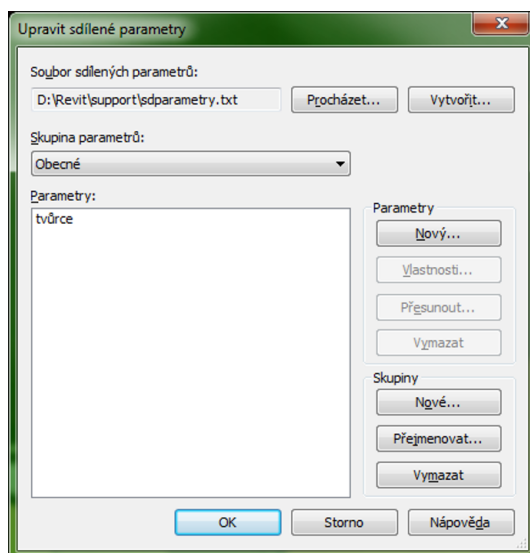 Upravit sdílené parametry
Soubor sdílených parametrů:
D:\Revit\support\sdparametry.txt
Procházet...
Vytvořit...
Skupina parametrů:
Obecné
Parametry:
tvůrce
Parametry
Nový...
Vlastnosti...
Přesunout...
Vymazat
Skupiny
Nové...
Přejmenovat...
Vymazat
OK
Storno
Nápověda